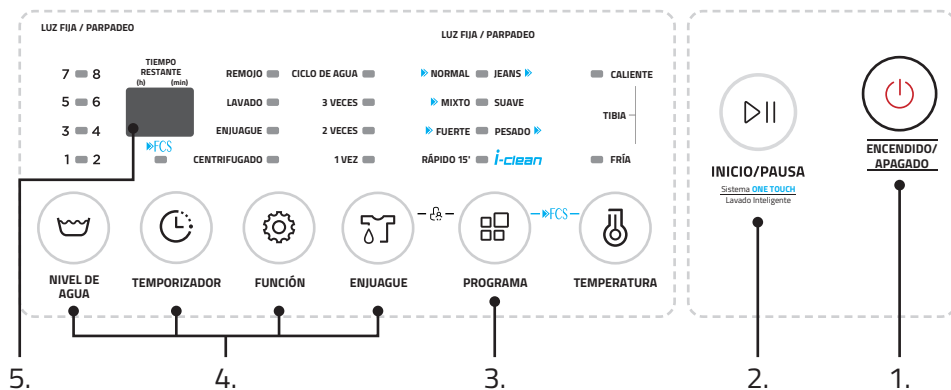 LUZ FIJA / PARPADEO
LUZ FIJA / PARPADEO
7 8
5 6
3 4
1 2
TIEMPO
RESTANTE
(h) (min)
FCS
REMOJO
LAVADO
ENJUAGUE
CENTRIFUGADO
CICLO DE AGUA
3 VECES
2 VECES
1 VEZ
NORMAL JEANS
MIXTO SUAVE
FUERTE PESADO
RÁPIDO 15' i-clean
CALIENTE
TIBIA
FRÍA
FCS
NIVEL DE
AGUA
TEMPORIZADOR
FUNCIÓN
ENJUAGUE
PROGRAMA
TEMPERATURA
INICIO/PAUSA
Sistema ONE TOUCH
Lavado Inteligente
ENCENDIDO/
APAGADO
5. 4. 3. 2. 1.